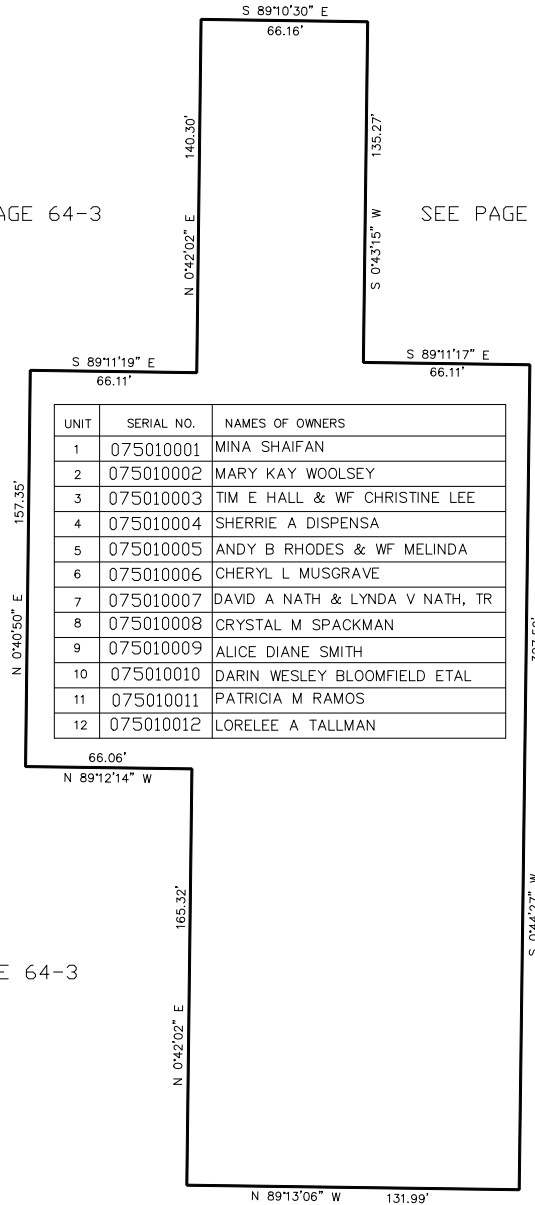 S 89°10'30" E
66.16'
140.30'
N 0°42'02" E
135.27'
S 0°43'15" W
AGE 64-3
SEE PAGE
S 89°11'19" E
66.11'
S 89°11'17" E
66.11'
157.35'
N 0°40'50" E
UNIT SERIAL NO. NAMES OF OWNERS
1 075010001 MINA SHAIFAN
2 075010002 MARY KAY WOOLSEY
3 075010003 TIM E HALL & WF CHRISTINE LEE
4 075010004 SHERRIE A DISPENSA
5 075010005 ANDY B RHODES & WF MELINDA
6 075010006 CHERYL L MUSGRAVE
7 075010007 DAVID A NATH & LYNDA V NATH, TR
8 075010008 CRYSTAL M SPACKMAN
9 075010009 ALICE DIANE SMITH
10 075010010 DARIN WESLEY BLOOMFIELD ETAL
11 075010011 PATRICIA M RAMOS
12 075010012 LORELEE A TALLMAN
66.06'
N 89°12'14" W
S 0°44'27" W
165.32'
N 0°42'02" E
E 64-3
N 89°13'06" W 131.99'